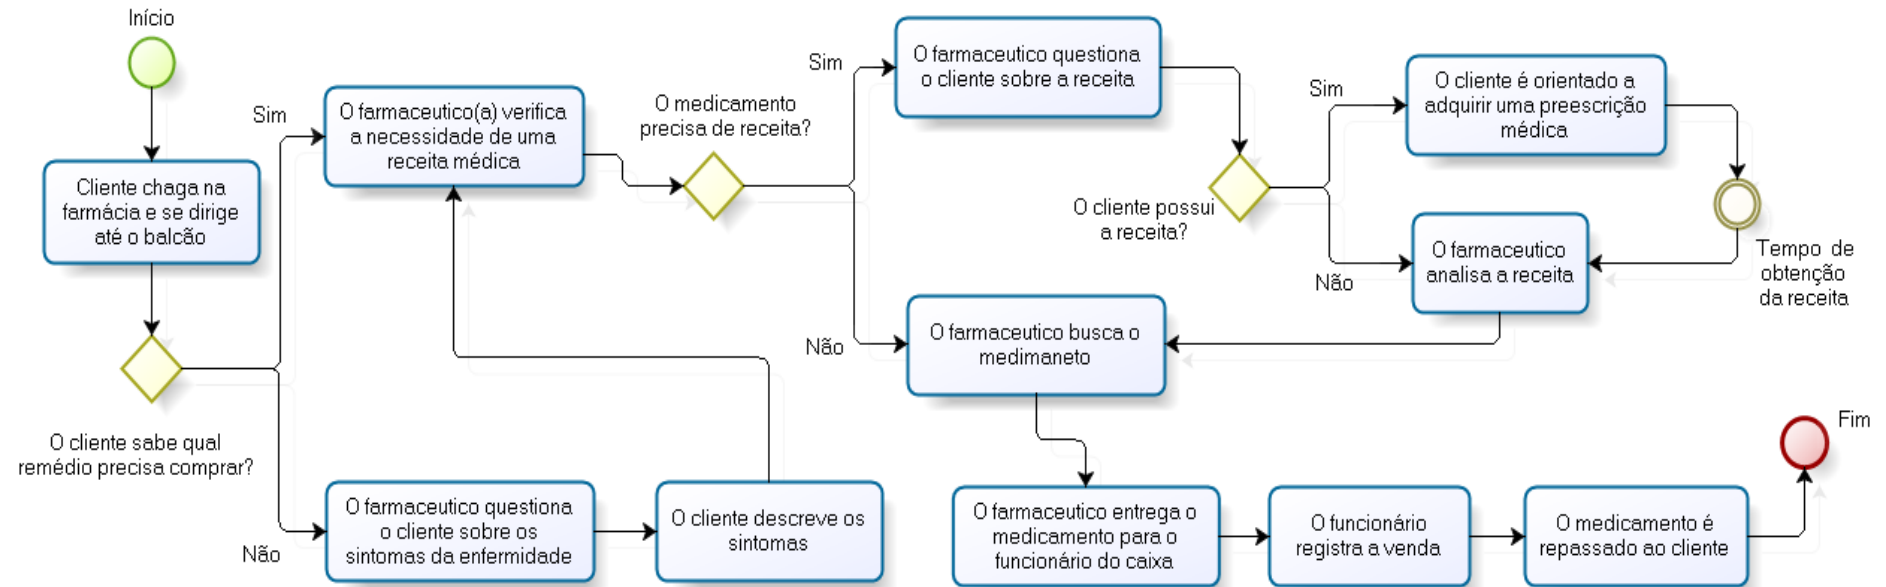 Início
Cliente chaga na
farmácia e se dirige
até o balcão
O cliente sabe qual
remédio precisa comprar?
Sim
Não
O farmaceutico(a) verifica
a necessidade de uma
receita médica
O farmaceutico questiona
o cliente sobre os
sintomas da enfermidade
O cliente descreve os
sintomas
O medicamento
precisa de receita?
Sim
Não
O farmaceutico questiona
o cliente sobre a receita
O cliente possui
a receita?
Sim
Não
O cliente é orientado a
adquirir uma preescrição
médica
Tempo de
obtenção
da receita
O farmaceutico
analisa a receita
O farmaceutico busca o
medimaneto
O farmaceutico entrega o
medicamento para o
funcionário do caixa
O funcionário
registra a venda
O medicamento é
repassado ao cliente
Fim